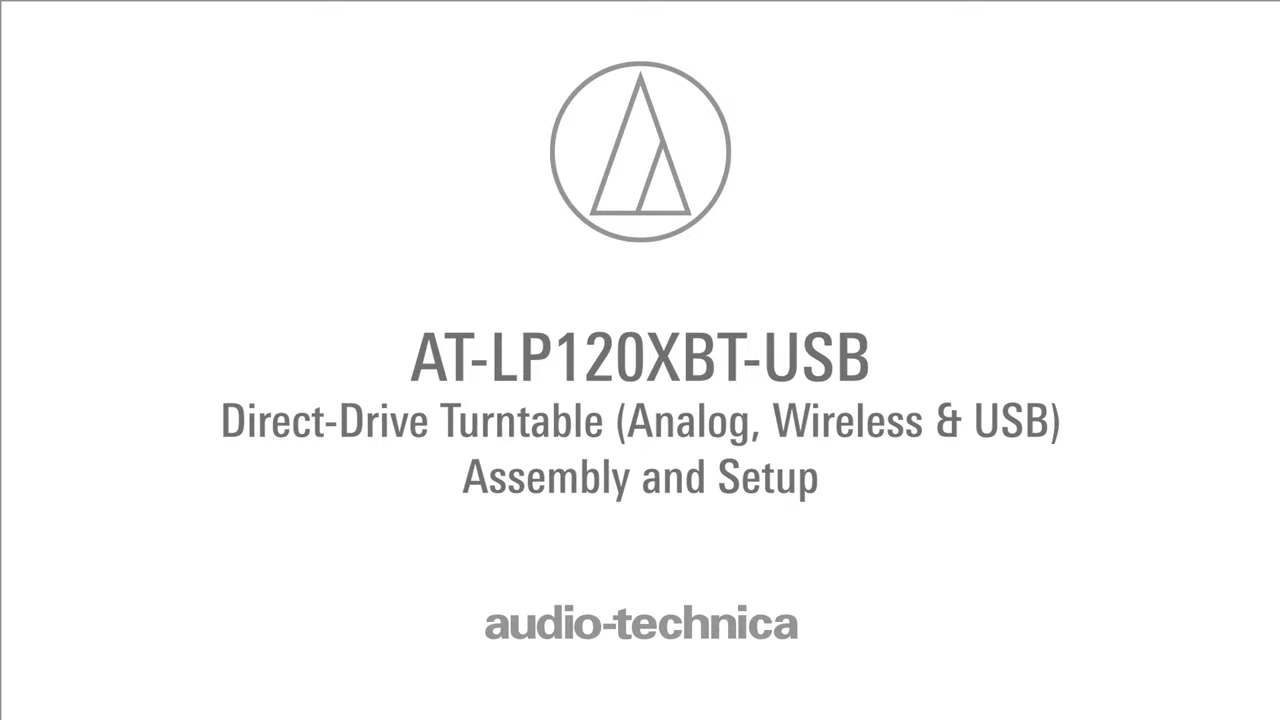 AT-LP120XBT-USB
Direct-Drive Turntable (Analog, Wireless & USB)
Assembly and Setup
audio-technica